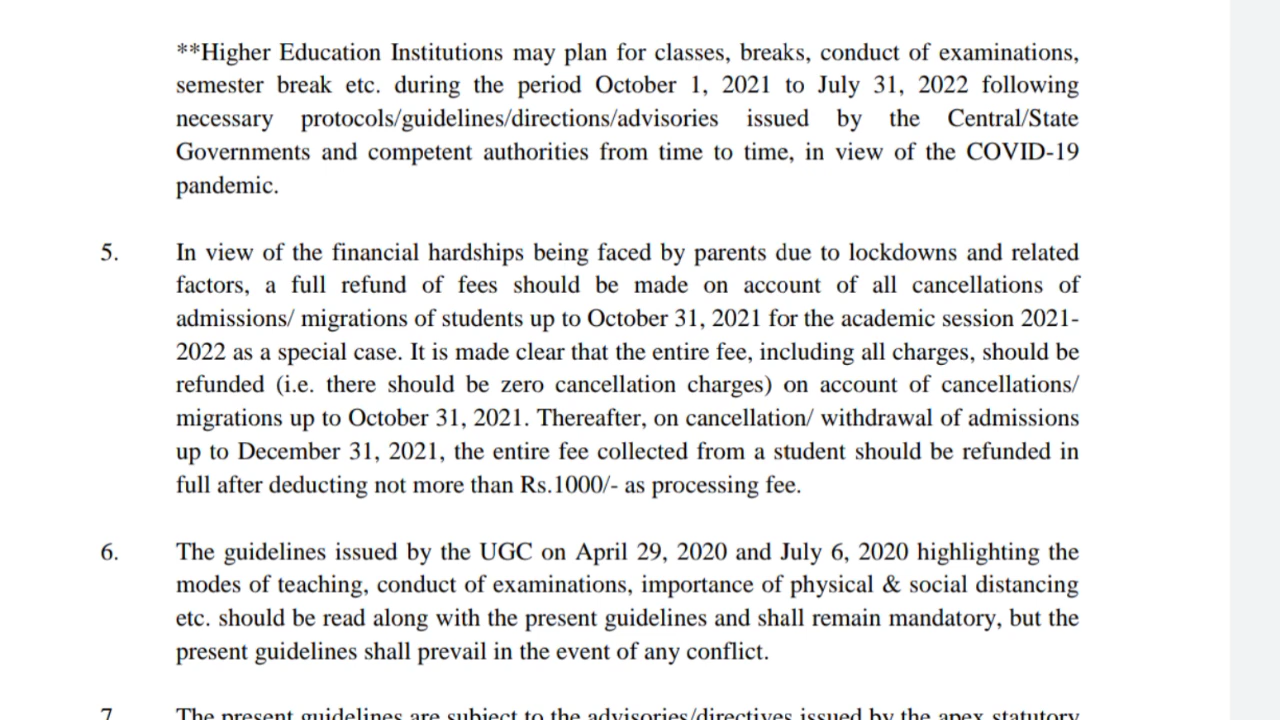 **Higher Education Institutions may plan for classes, breaks, conduct of examinations,
semester break etc. during the period October 1, 2021 to July 31, 2022 following
necessary protocols/guidelines/directions/advisories issued by the Central/State
Governments and competent authorities from time to time, in view of the COVID-19
pandemic.
5. In view of the financial hardships being faced by parents due to lockdowns and related
factors, a full refund of fees should be made on account of all cancellations of
admissions/ migrations of students up to October 31, 2021 for the academic session 2021-
2022 as a special case. It is made clear that the entire fee, including all charges, should be
refunded (i.e. there should be zero cancellation charges) on account of cancellations/
migrations up to October 31, 2021. Thereafter, on cancellation/ withdrawal of admissions
up to December 31, 2021, the entire fee collected from a student should be refunded in
full after deducting not more than Rs.1000/- as processing fee.
6. The guidelines issued by the UGC on April 29, 2020 and July 6, 2020 highlighting the
modes of teaching, conduct of examinations, importance of physical & social distancing
etc. should be read along with the present guidelines and shall remain mandatory, but the
present guidelines shall prevail in the event of any conflict.
7 The present guidelines are subject to the advisories/directives issued by the apex statutory